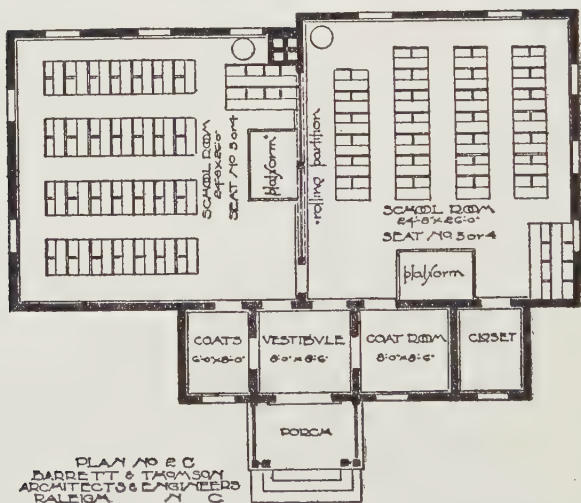 SCHOOL ROOM
24'-8"x26'-0"
SEAT NO 3 or 4
platform
rolling partition
SCHOOL ROOM
24'-8"x26'-0"
SEAT NO 3 or 4
platform
COATS
6'-0"x8'-0"
VESTIBVLE
8'-0"x8'-6"
COAT ROOM
8'-0"x8'-6"
CLOSET
PORCH
PLAN NO 2 C
BARRETT & THOMSON
ARCHITECTS & ENGINEERS
RALEIGH N C